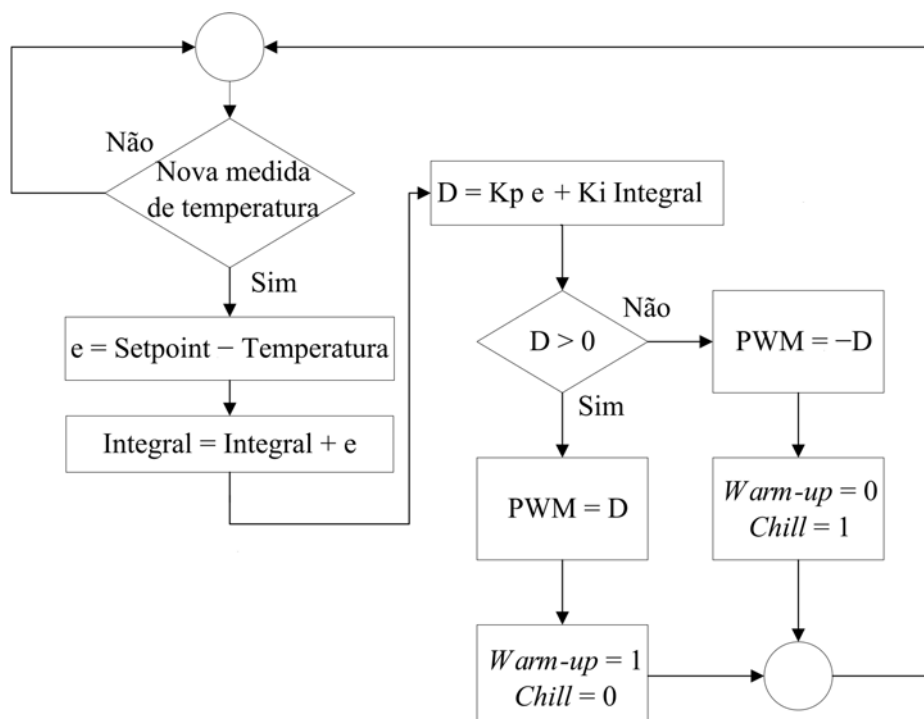 Não
Nova medida
de temperatura
Sim
e = Setpoint − Temperatura
Integral = Integral + e
D = Kp e + Ki Integral
D > 0
Não
Sim
PWM = −D
PWM = D
Warm-up = 0
Chill = 1
Warm-up = 1
Chill = 0